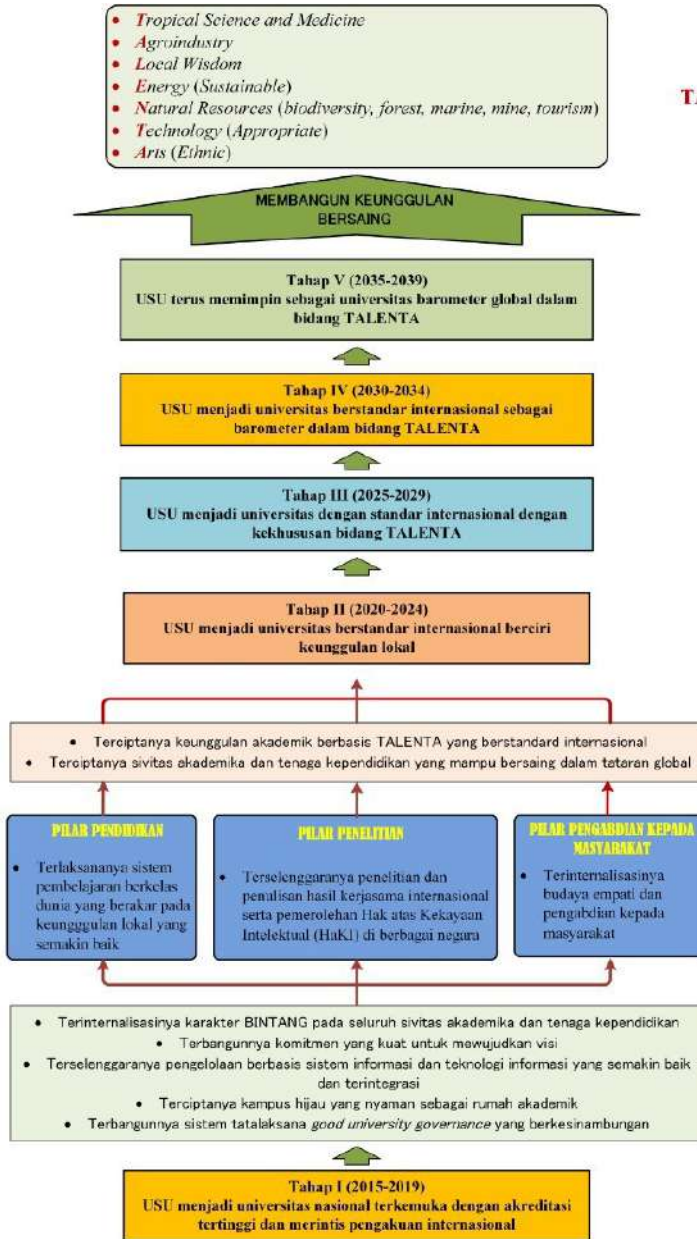 • Tropical Science and Medicine
• Agroindustry
• Local Wisdom
• Energy (Sustainable)
• Natural Resources (biodiversity, forest, marine, mine, tourism)
• Technology (Appropriate)
• Arts (Ethnic)
MEMBANGUN KEUNGGULAN
BERSAING
Tahap V (2035-2039)
USU terus memimpin sebagai universitas barometer global dalam
bidang TALENTA
Tahap IV (2030-2034)
USU menjadi universitas berstandar internasional sebagai
barometer dalam bidang TALENTA
Tahap III (2025-2029)
USU menjadi universitas dengan standar internasional dengan
kekhususan bidang TALENTA
Tahap II (2020-2024)
USU menjadi universitas berstandar internasional berciri
keunggulan lokal
• Terciptanya keunggulan akademik berbasis TALENTA yang berstandard internasional
• Terciptanya sivitas akademika dan tenaga kependidikan yang mampu bersaing dalam tataran global
PILAR PENDIDIKAN
• Terlaksananya sistem
pembelajaran berkelas
dunia yang berakar pada
keungggulan lokal yang
semakin baik
PILAR PENELITIAN
• Terselenggaranya penelitian dan
penulisan hasil kerjasama internasional
serta pemerolehan Hak atas Kekayaan
Intelektual (HaKI) di berbagai negara
PILAR PENGABDIAN KEPADA
MASYARAKAT
• Terinternalisasinya
budaya empati dan
pengabdian kepada
masyarakat
• Terinternalisasinya karakter BINTANG pada seluruh sivitas akademika dan tenaga kependidikan
• Terbangunnya komitmen yang kuat untuk mewujudkan visi
• Terselenggaranya pengelolaan berbasis sistem informasi dan teknologi informasi yang semakin baik
dan terintegrasi
• Terciptanya kampus hijau yang nyaman sebagai rumah akademik
• Terbangunnya sistem tatalaksana good university governance yang berkesinambungan
Tahap I (2015-2019)
USU menjadi universitas nasional terkemuka dengan akreditasi
tertinggi dan merintis pengakuan internasional